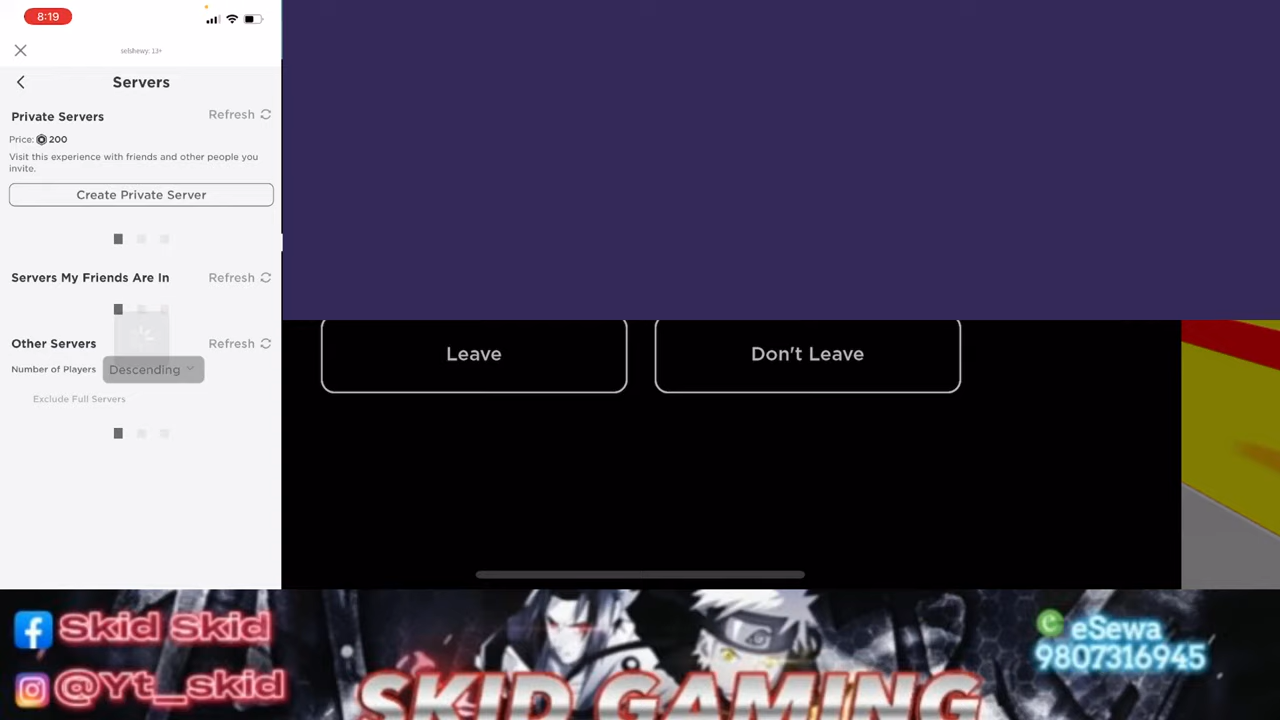 8:19
selshewy: 13+
Servers
Private Servers
Refresh
Price: 200
Visit this experience with friends and other people you
invite.
Create Private Server
Servers My Friends Are In
Refresh
Other Servers
Refresh
Number of Players
Descending
Exclude Full Servers
Leave
Don't Leave
Skid Skid
@Yt_skid
SKID GAMING
eSewa
9807316945